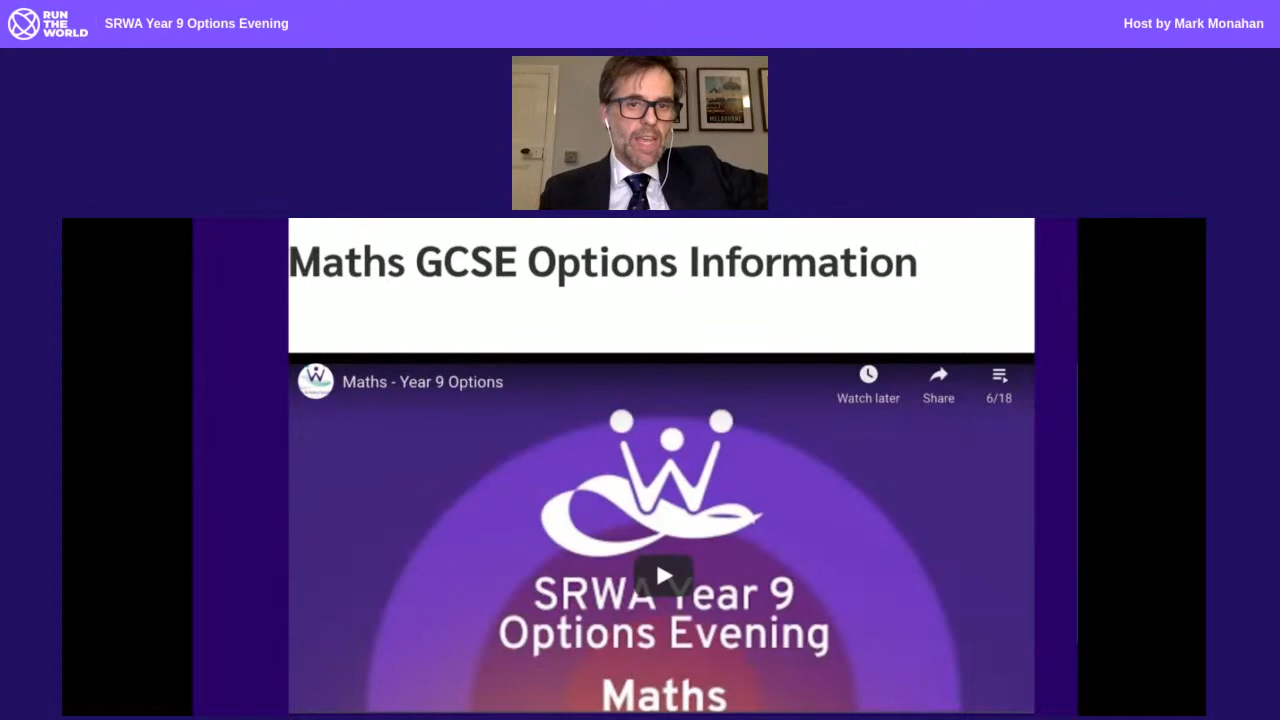 RUN
THE
WORLD
SRWA Year 9 Options Evening
Host by Mark Monahan
MELBOURNE
Maths GCSE Options Information
Maths - Year 9 Options
Watch later
Share
6/18
SRWA Year 9
Options Evening
Maths